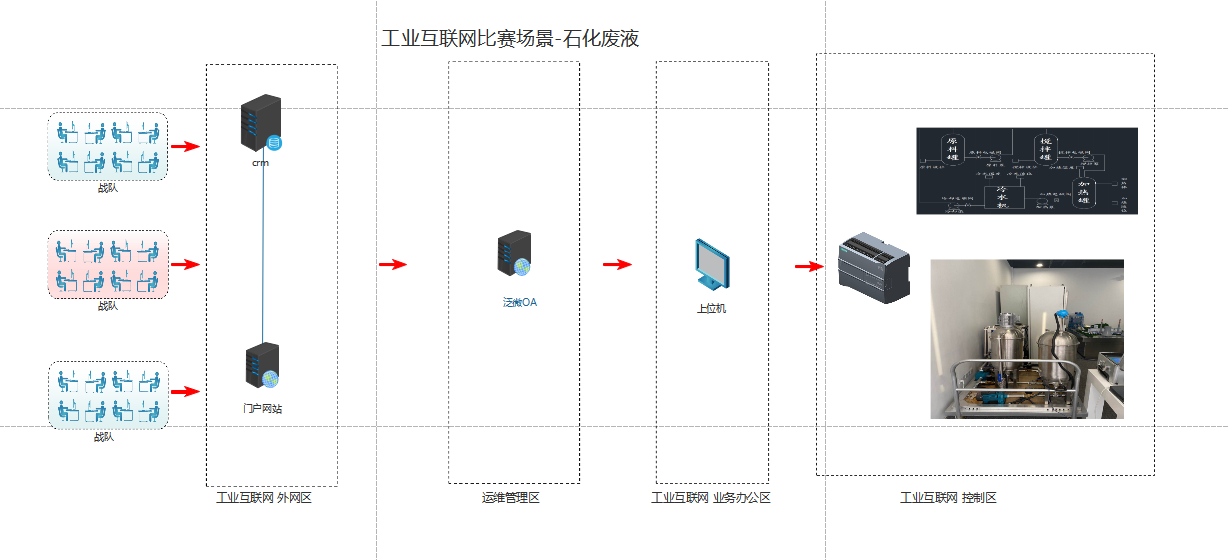 工业互联网比赛场景-石化废液
crm
战队
战队
泛微OA
上位机
门户网站
战队
工业互联网 外网区
运维管理区
工业互联网 业务办公区
工业互联网 控制区
原料罐
搅拌罐
加热罐
冷水机